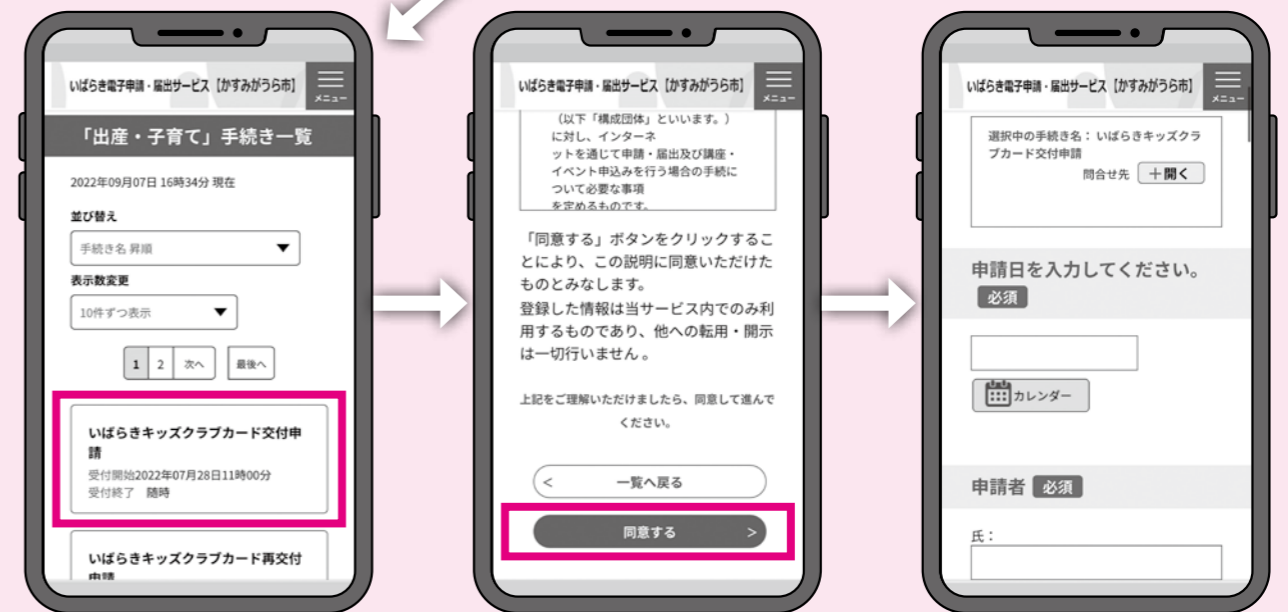 いばらき電子申請・届出サービス【かすみがうら市】
メニュー
「出産・子育て」手続き一覧
2022年09月07日 16時34分 現在
並び替え
手続き名 昇順 ▼
表示数変更
10件ずつ表示 ▼
1 2 次へ 最後へ
いばらきキッズクラブカード交付申
請
受付開始2022年07月28日11時00分
受付終了 随時
いばらきキッズクラブカード再交付
申請
いばらき電子申請・届出サービス【かすみがうら市】
メニュー
(以下「構成団体」といいます。)
に対し、インターネ
ットを通じて申請・届出及び講座・
イベント申込みを行う場合の手続に
ついて必要な事項
を定めるものです。
「同意する」ボタンをクリックするこ
とにより、この説明に同意いただけた
ものとみなします。
登録した情報は当サービス内でのみ利
用するものであり、他への転用・開示
は一切行いません。
上記をご理解いただけましたら、同意して進んで
ください。
< 一覧へ戻る
同意する >
いばらき電子申請・届出サービス【かすみがうら市】
メニュー
選択中の手続き名:いばらきキッズクラ
ブカード交付申請
問合せ先 +開く
申請日を入力してください。
必須
カレンダー
申請者 必須
氏: